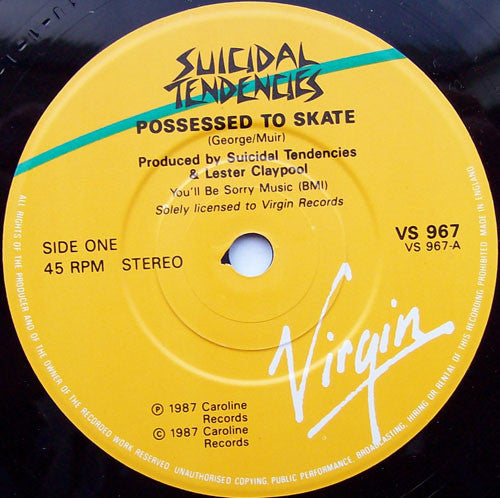 SUICIDAL
TENDENCIES
POSSESSED TO SKATE
(George/Muir)
Produced by Suicidal Tendencies
& Lester Claypool
You'll Be Sorry Music (BMI)
Solely licensed to Virgin Records
SIDE ONE
45 RPM STEREO
VS 967
VS 967-A
Virgin
℗ 1987 Caroline
Records
© 1987 Caroline
Records
ALL RIGHTS OF THE PRODUCER AND OF THE OWNER OF THE RECORDED WORK RESERVED. UNAUTHORISED COPYING, PUBLIC PERFORMANCE, BROADCASTING, HIRING OR RENTAL OF THIS RECORDING PROHIBITED. MADE IN ENGLAND